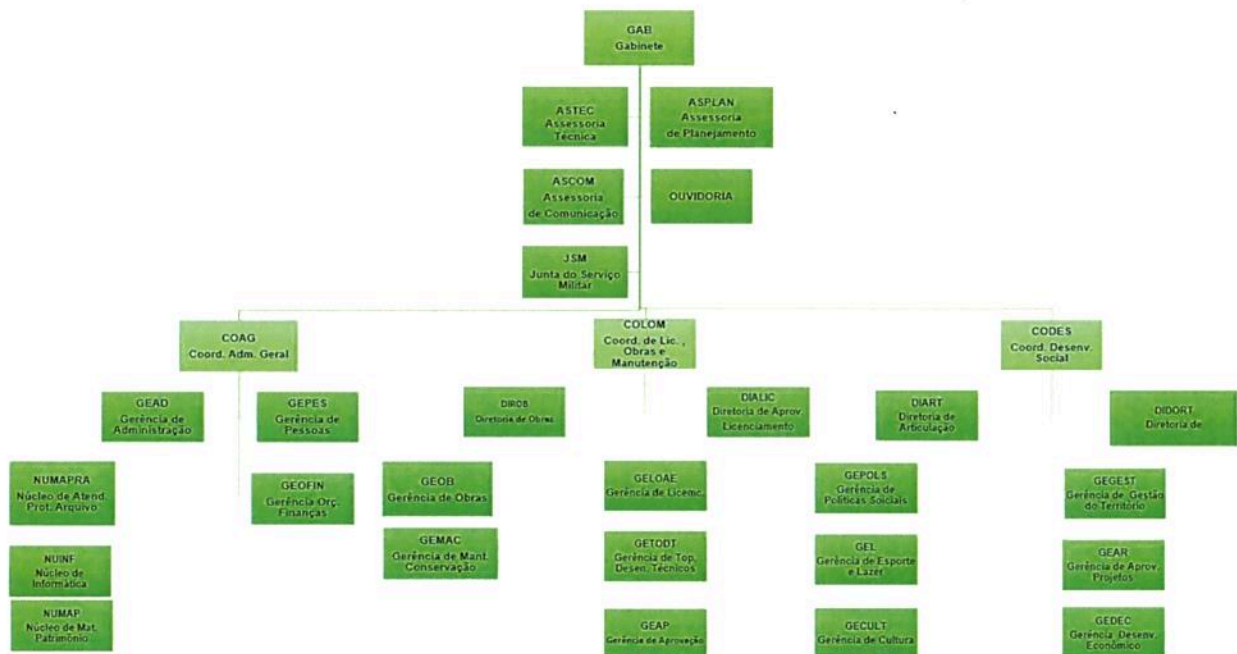 GAB
Gabinete
ASTEC
Assessoria
Técnica
ASPLAN
Assessoria
de Planejamento
ASCOM
Assessoria
de Comunicação
OUVIDORIA
JSM
Junta do Serviço
Militar
COAG
Coord. Adm. Geral
COLOM
Coord. de Lic. ,
Obras e
Manutenção
CODES
Coord. Desenv.
Social
GEAD
Gerência de
Administração
GEPES
Gerência de
Pessoas
DIROB
Diretoria de Obras
DIALIC
Diretoria de Aprov.
Licenciamento
DIART
Diretoria de
Articulação
DIDORT
Diretoria de
NUMAPRA
Núcleo de Atend.
Prot. Arquivo
GEOFIN
Gerência Orç.
Finanças
GEOB
Gerência de Obras
GELOAE
Gerência de Licenc.
GEPOLS
Gerência de
Políticas Soiciais
GEGEST
Gerência de Gestão
do Território
GEMAC
Gerência de Mant.
Conservação
GETODT
Gerência de Top.
Desen. Técnicos
GEL
Gerência de Esporte
e Lazer
GEAR
Gerência de Aprov.
Projetos
NUINF
Núcleo de
Informática
NUMAP
Núcleo de Mat.
Patrimônio
GEAP
Gerência de Aprovação
GECULT
Gerência de Cultura
GEDEC
Gerência Desenv.
Econômico